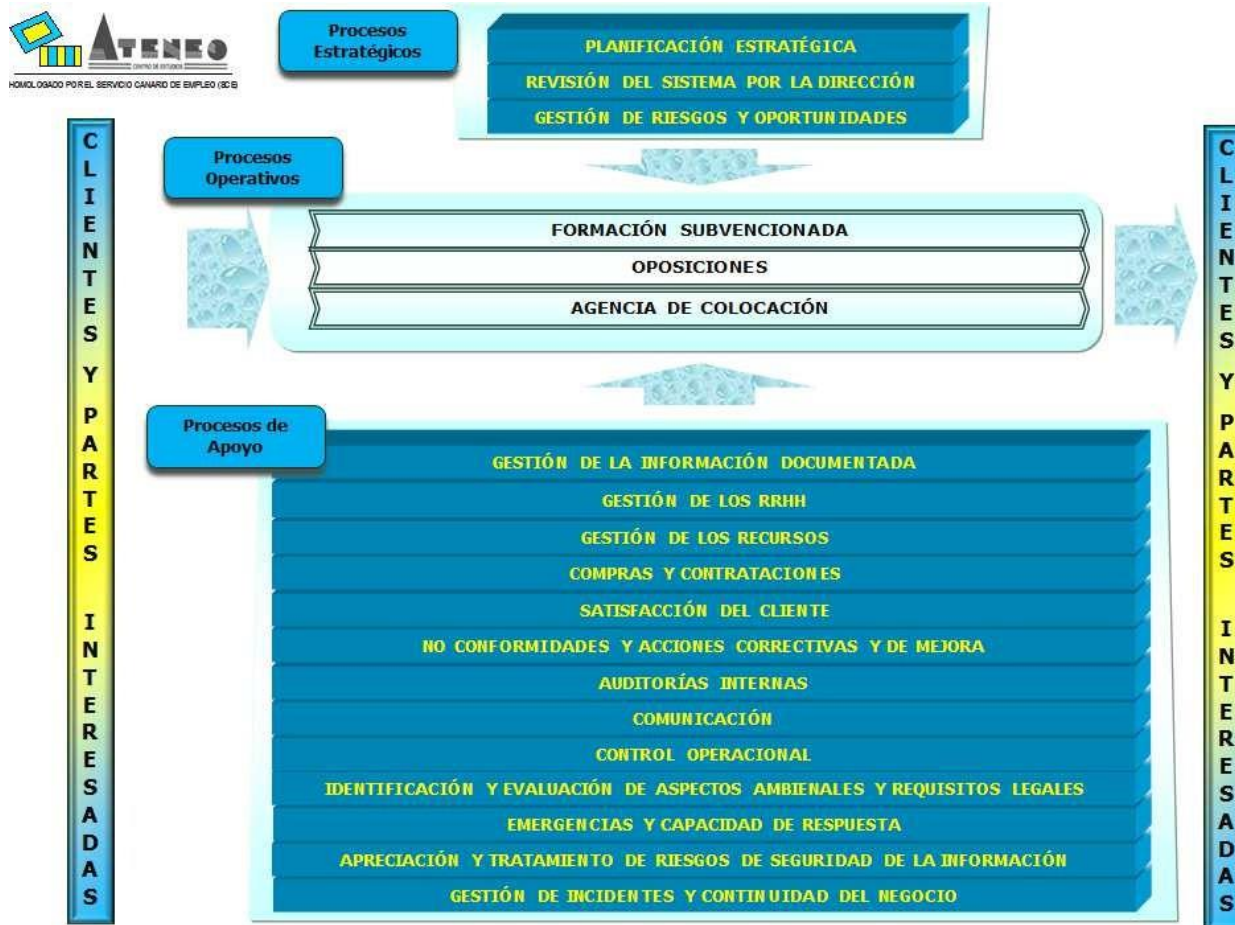 ATENEO
CENTRO DE ESTUDIOS
HOMOLOGADO POR EL SERVICIO CANARIO DE EMPLEO (SCE)
Procesos
Estratégicos
PLANIFICACIÓN ESTRATÉGICA
REVISIÓN DEL SISTEMA POR LA DIRECCIÓN
GESTIÓN DE RIESGOS Y OPORTUNIDADES
CLIENTES Y PARTES INTERESADAS
Procesos
Operativos
FORMACIÓN SUBVENCIONADA
OPOSICIONES
AGENCIA DE COLOCACIÓN
CLIENTES Y PARTES INTERESADAS
Procesos de
Apoyo
GESTIÓN DE LA INFORMACIÓN DOCUMENTADA
GESTIÓN DE LOS RRHH
GESTIÓN DE LOS RECURSOS
COMPRAS Y CONTRATACIONES
SATISFACCIÓN DEL CLIENTE
NO CONFORMIDADES Y ACCIONES CORRECTIVAS Y DE MEJORA
AUDITORÍAS INTERNAS
COMUNICACIÓN
CONTROL OPERACIONAL
IDENTIFICACIÓN Y EVALUACIÓN DE ASPECTOS AMBIENALES Y REQUISITOS LEGALES
EMERGENCIAS Y CAPACIDAD DE RESPUESTA
APRECIACIÓN Y TRATAMIENTO DE RIESGOS DE SEGURIDAD DE LA INFORMACIÓN
GESTIÓN DE INCIDENTES Y CONTINUIDAD DEL NEGOCIO